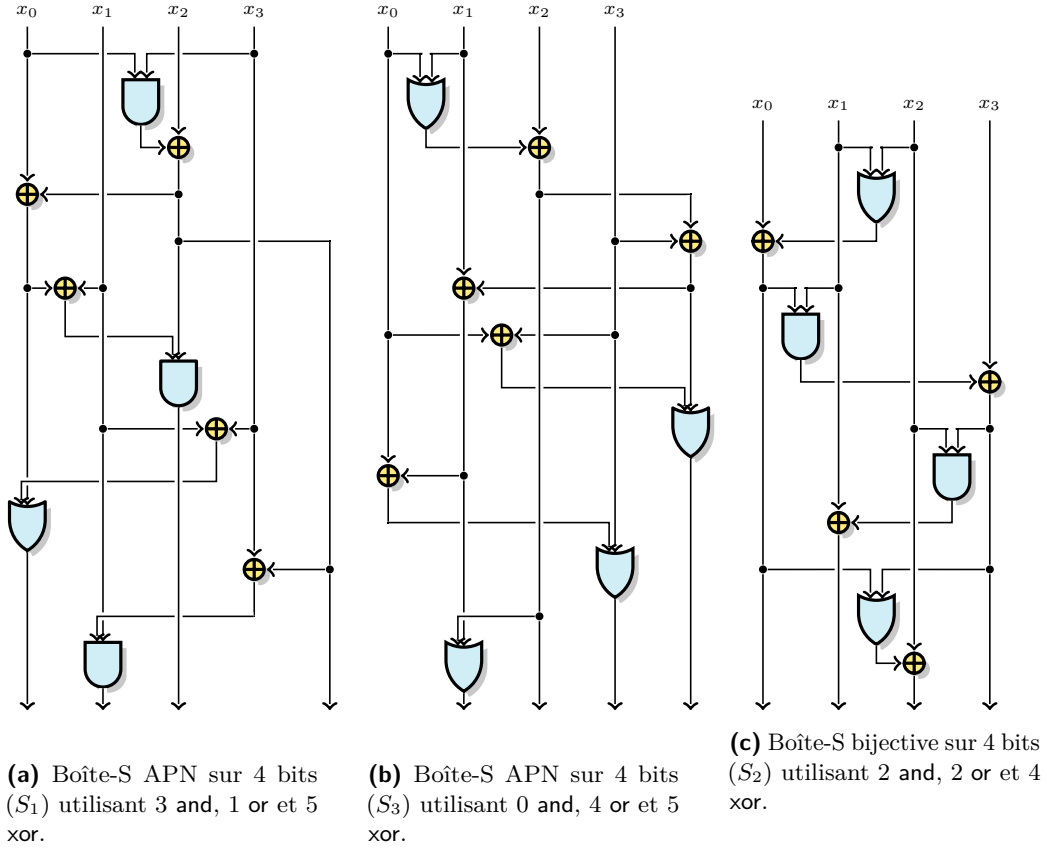 x₀ x₁ x₂ x₃
x₀ x₁ x₂ x₃
x₀ x₁ x₂ x₃
(a) Boîte-S APN sur 4 bits
(S₁) utilisant 3 and, 1 or et 5
xor.
(b) Boîte-S APN sur 4 bits
(S₃) utilisant 0 and, 4 or et 5
xor.
(c) Boîte-S bijective sur 4 bits
(S₂) utilisant 2 and, 2 or et 4
xor.